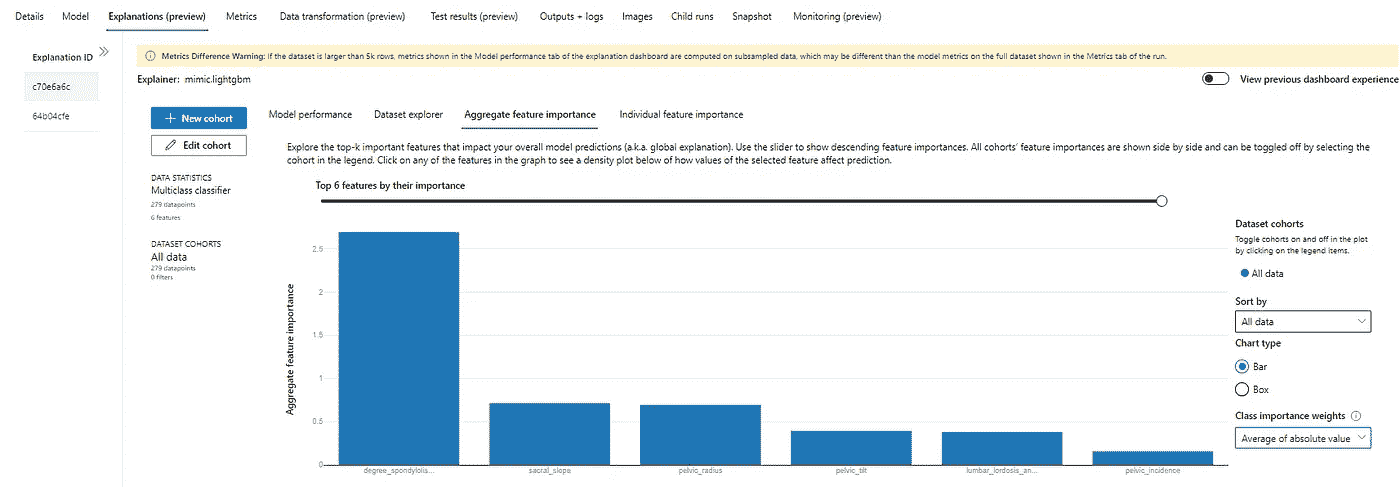 Details Model Explanations (preview) Metrics Data transformation (preview) Test results (preview) Outputs + logs Images Child runs Snapshot Monitoring (preview)
Explanation ID
c70e6a6c
64b04cfe
Metrics Difference Warning: if the dataset is larger than 5k rows, metrics shown in the Model performance tab of the explanation dashboard are computed on subsampled data, which may be different than the model metrics on the full dataset shown in the Metrics tab of the run.
Explainer: mimic.lightgbm
View previous dashboard experience
New cohort
Edit cohort
DATA STATISTICS
Multiclass classifier
279 datapoints
6 features
DATASET COHORTS
All data
279 datapoints
0 filters
Model performance Dataset explorer Aggregate feature importance Individual feature importance
Explore the top-k important features that impact your overall model predictions (a.k.a. global explanation). Use the slider to show descending feature importances. All cohorts' feature importances are shown side by side and can be toggled off by selecting the
cohort in the legend. Click on any of the features in the graph to see a density plot below of how values of the selected feature affect prediction.
Top 6 features by their importance
Aggregate feature importance
2.5
2
1.5
1
0.5
0
degree_spondylolis... sacral_slope pelvic_radius pelvic_tilt lumbar_lordosis_an... pelvic_incidence
Dataset cohorts
Toggle cohorts on and off in the plot
by clicking on the legend items.
All data
Sort by
All data
Chart type
Bar
Box
Class importance weights
Average of absolute value